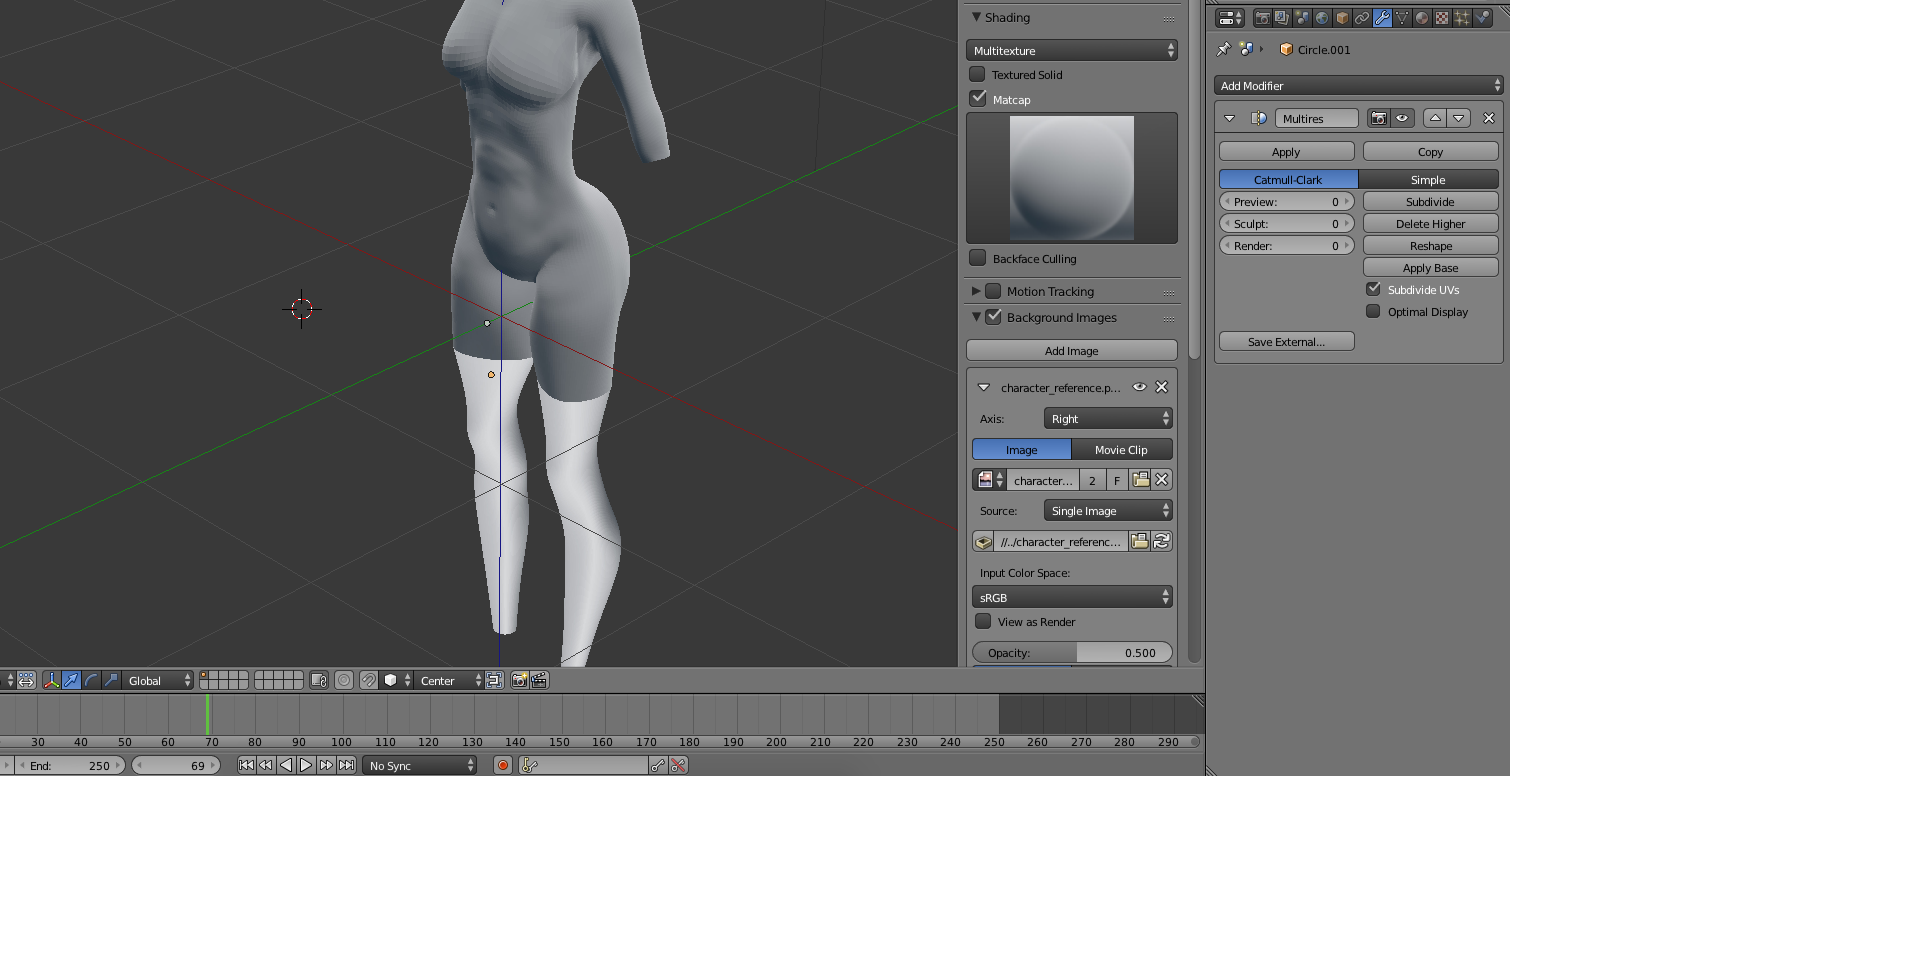 Shading
Multitexture
Textured Solid
Matcap
Backface Culling
Motion Tracking
Background Images
Add Image
character_reference.p...
Axis: Right
Image Movie Clip
character... 2 F
Source: Single Image
//../character_referenc...
Input Color Space:
sRGB
View as Render
Opacity: 0.500
Circle.001
Add Modifier
Multires
Apply Copy
Catmull-Clark Simple
Preview: 0 Subdivide
Sculpt: 0 Delete Higher
Render: 0 Reshape
Apply Base
Subdivide UVs
Optimal Display
Save External...
Global Center
30 40 50 60 70 80 90 100 110 120 130 140 150 160 170 180 190 200 210 220 230 240 250 260 270 280 290
End: 250 69 No Sync